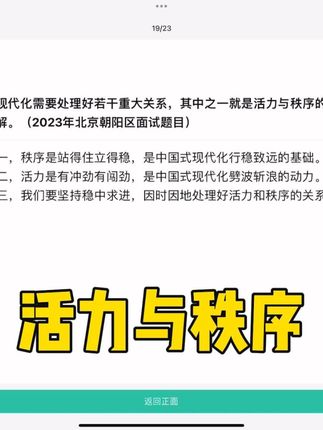 19/23
现代化需要处理好若干重大关系，其中之一就是活力与秩序的
解。（2023年北京朝阳区面试题目）
一，秩序是站得住立得稳，是中国式现代化行稳致远的基础。
二，活力是有冲劲有闯劲，是中国式现代化劈波斩浪的动力。
三，我们要坚持稳中求进，因时因地处理好活力和秩序的关系
活力与秩序
返回正面